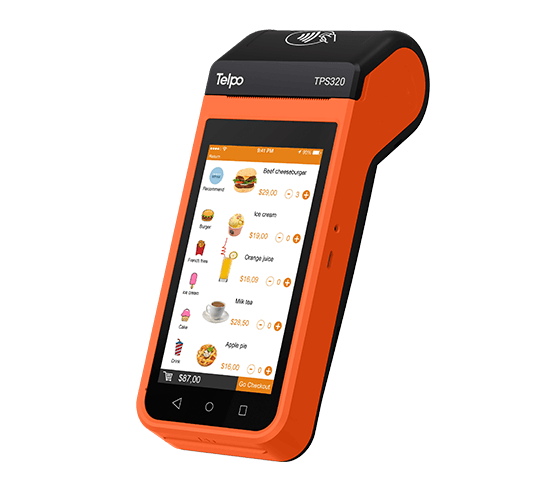 Telpo
TPS320
9:41 PM
Return
Recommend
Beef cheeseburger
$29,00
- 3 +
Burger
Ice cream
$19,00
- 0 +
French fries
Orange juice
$16,09
- 0 +
Ice cream
Milk tea
$28,50
- 0 +
Cake
Apple pie
$16,00
- 0 +
Drink
$87,00
Go Checkout